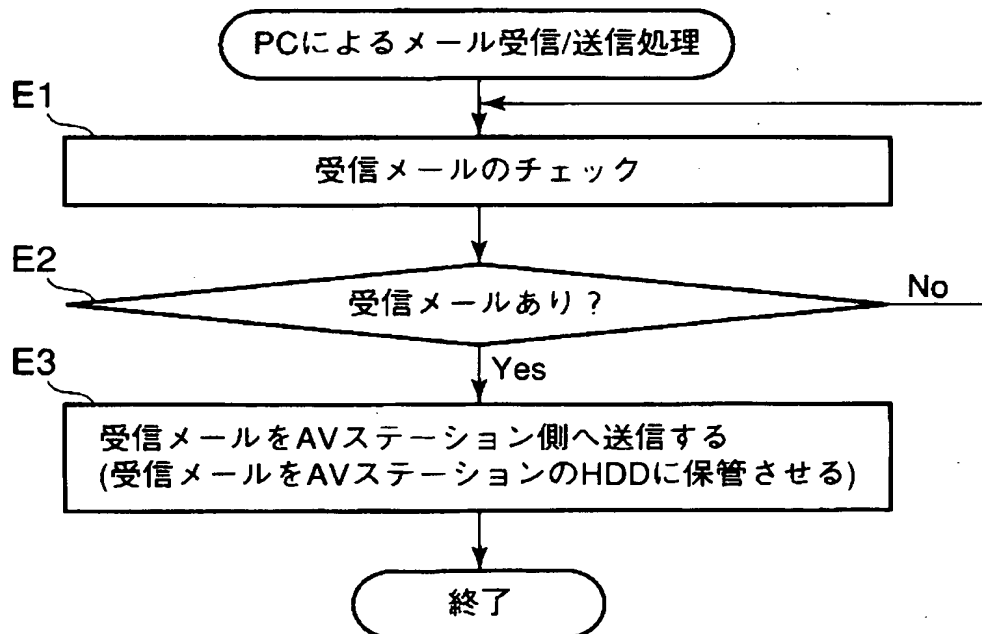 PCによるメール受信/送信処理
E1
受信メールのチェック
E2
受信メールあり？
No
Yes
E3
受信メールをAVステーション側へ送信する
(受信メールをAVステーションのHDDに保管させる)
終了